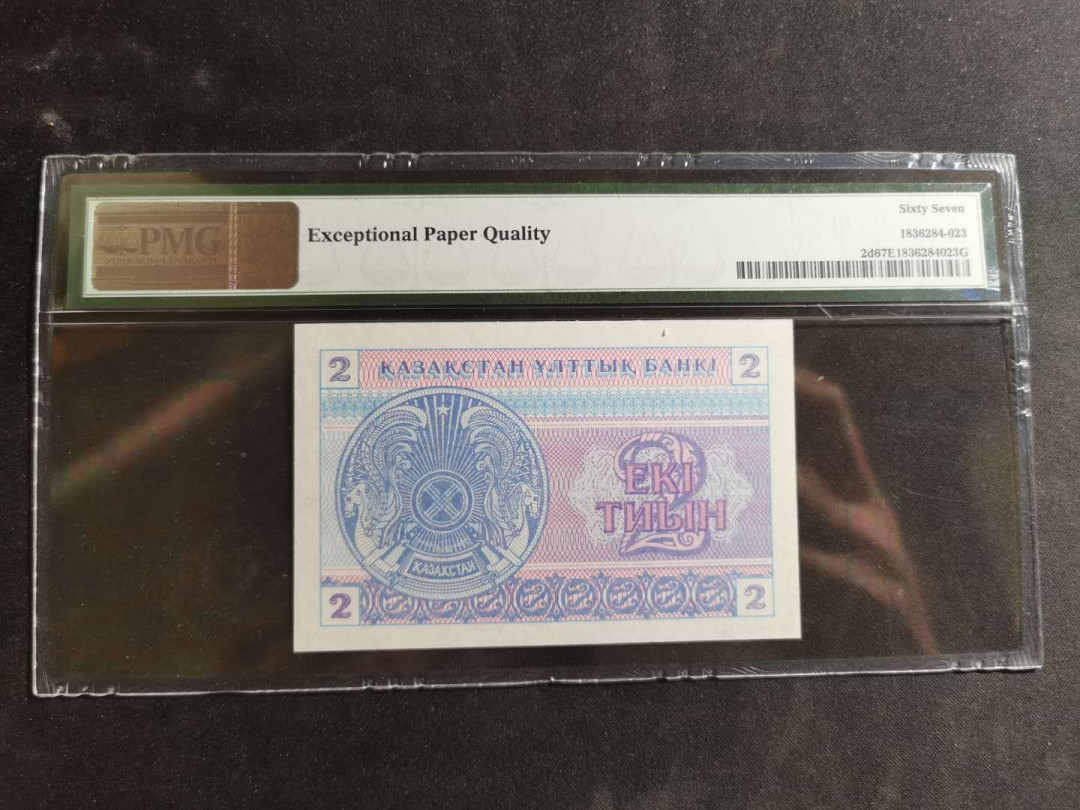 PMG
Exceptional Paper Quality
Sixty Seven
1836284-023
2d67E1836284023G
2 ҚАЗАҚСТАН ҰЛТТЫҚ БАНКІ 2
2
ЕКІ
ТИЫН
ҚАЗАҚСТАН
2 2